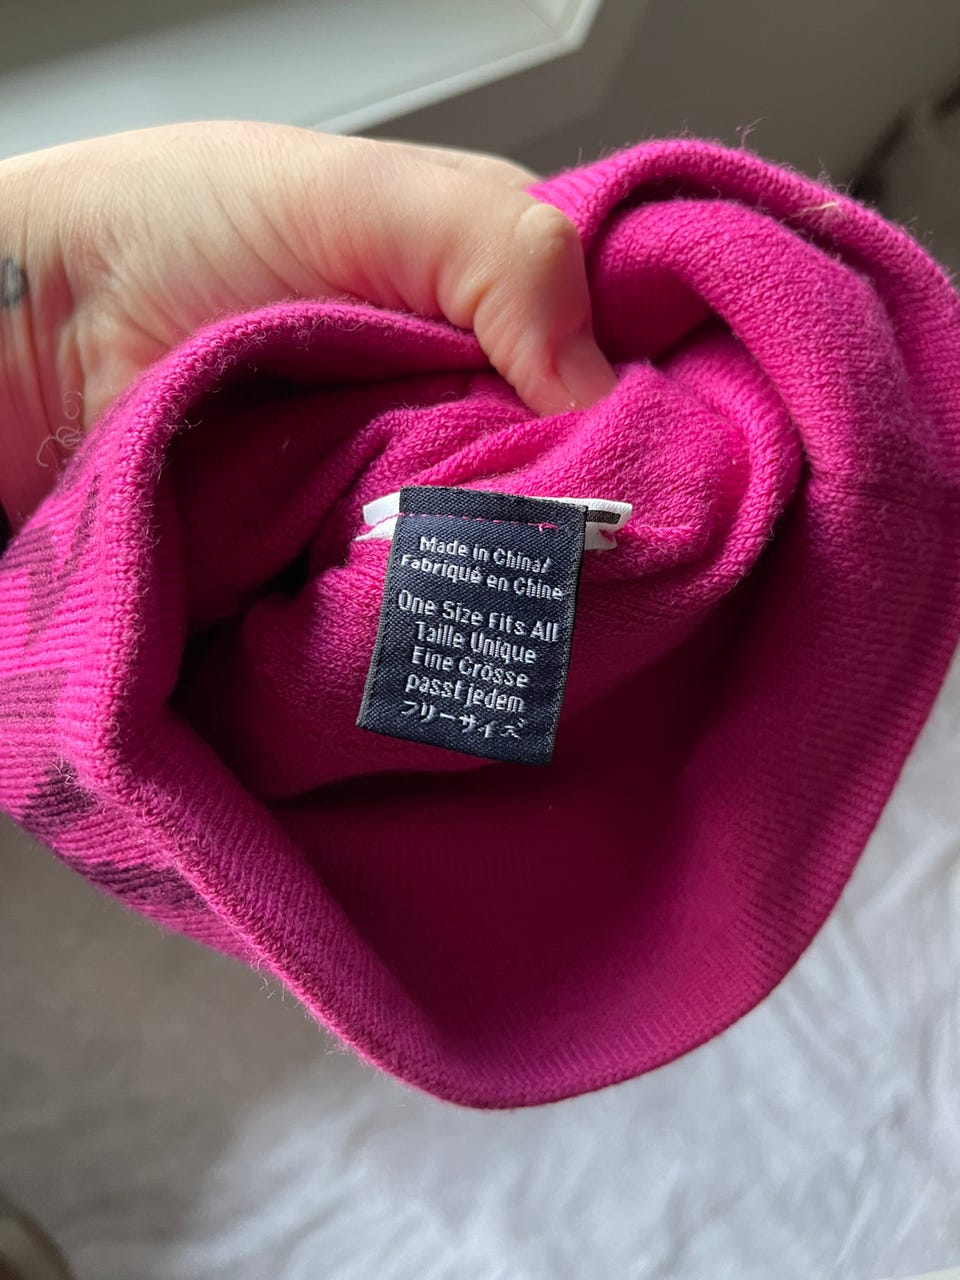 Made in China/
Fabriqué en Chine
One Size Fits All
Taille Unique
Eine Grösse
passt jedem
フリーサイズ